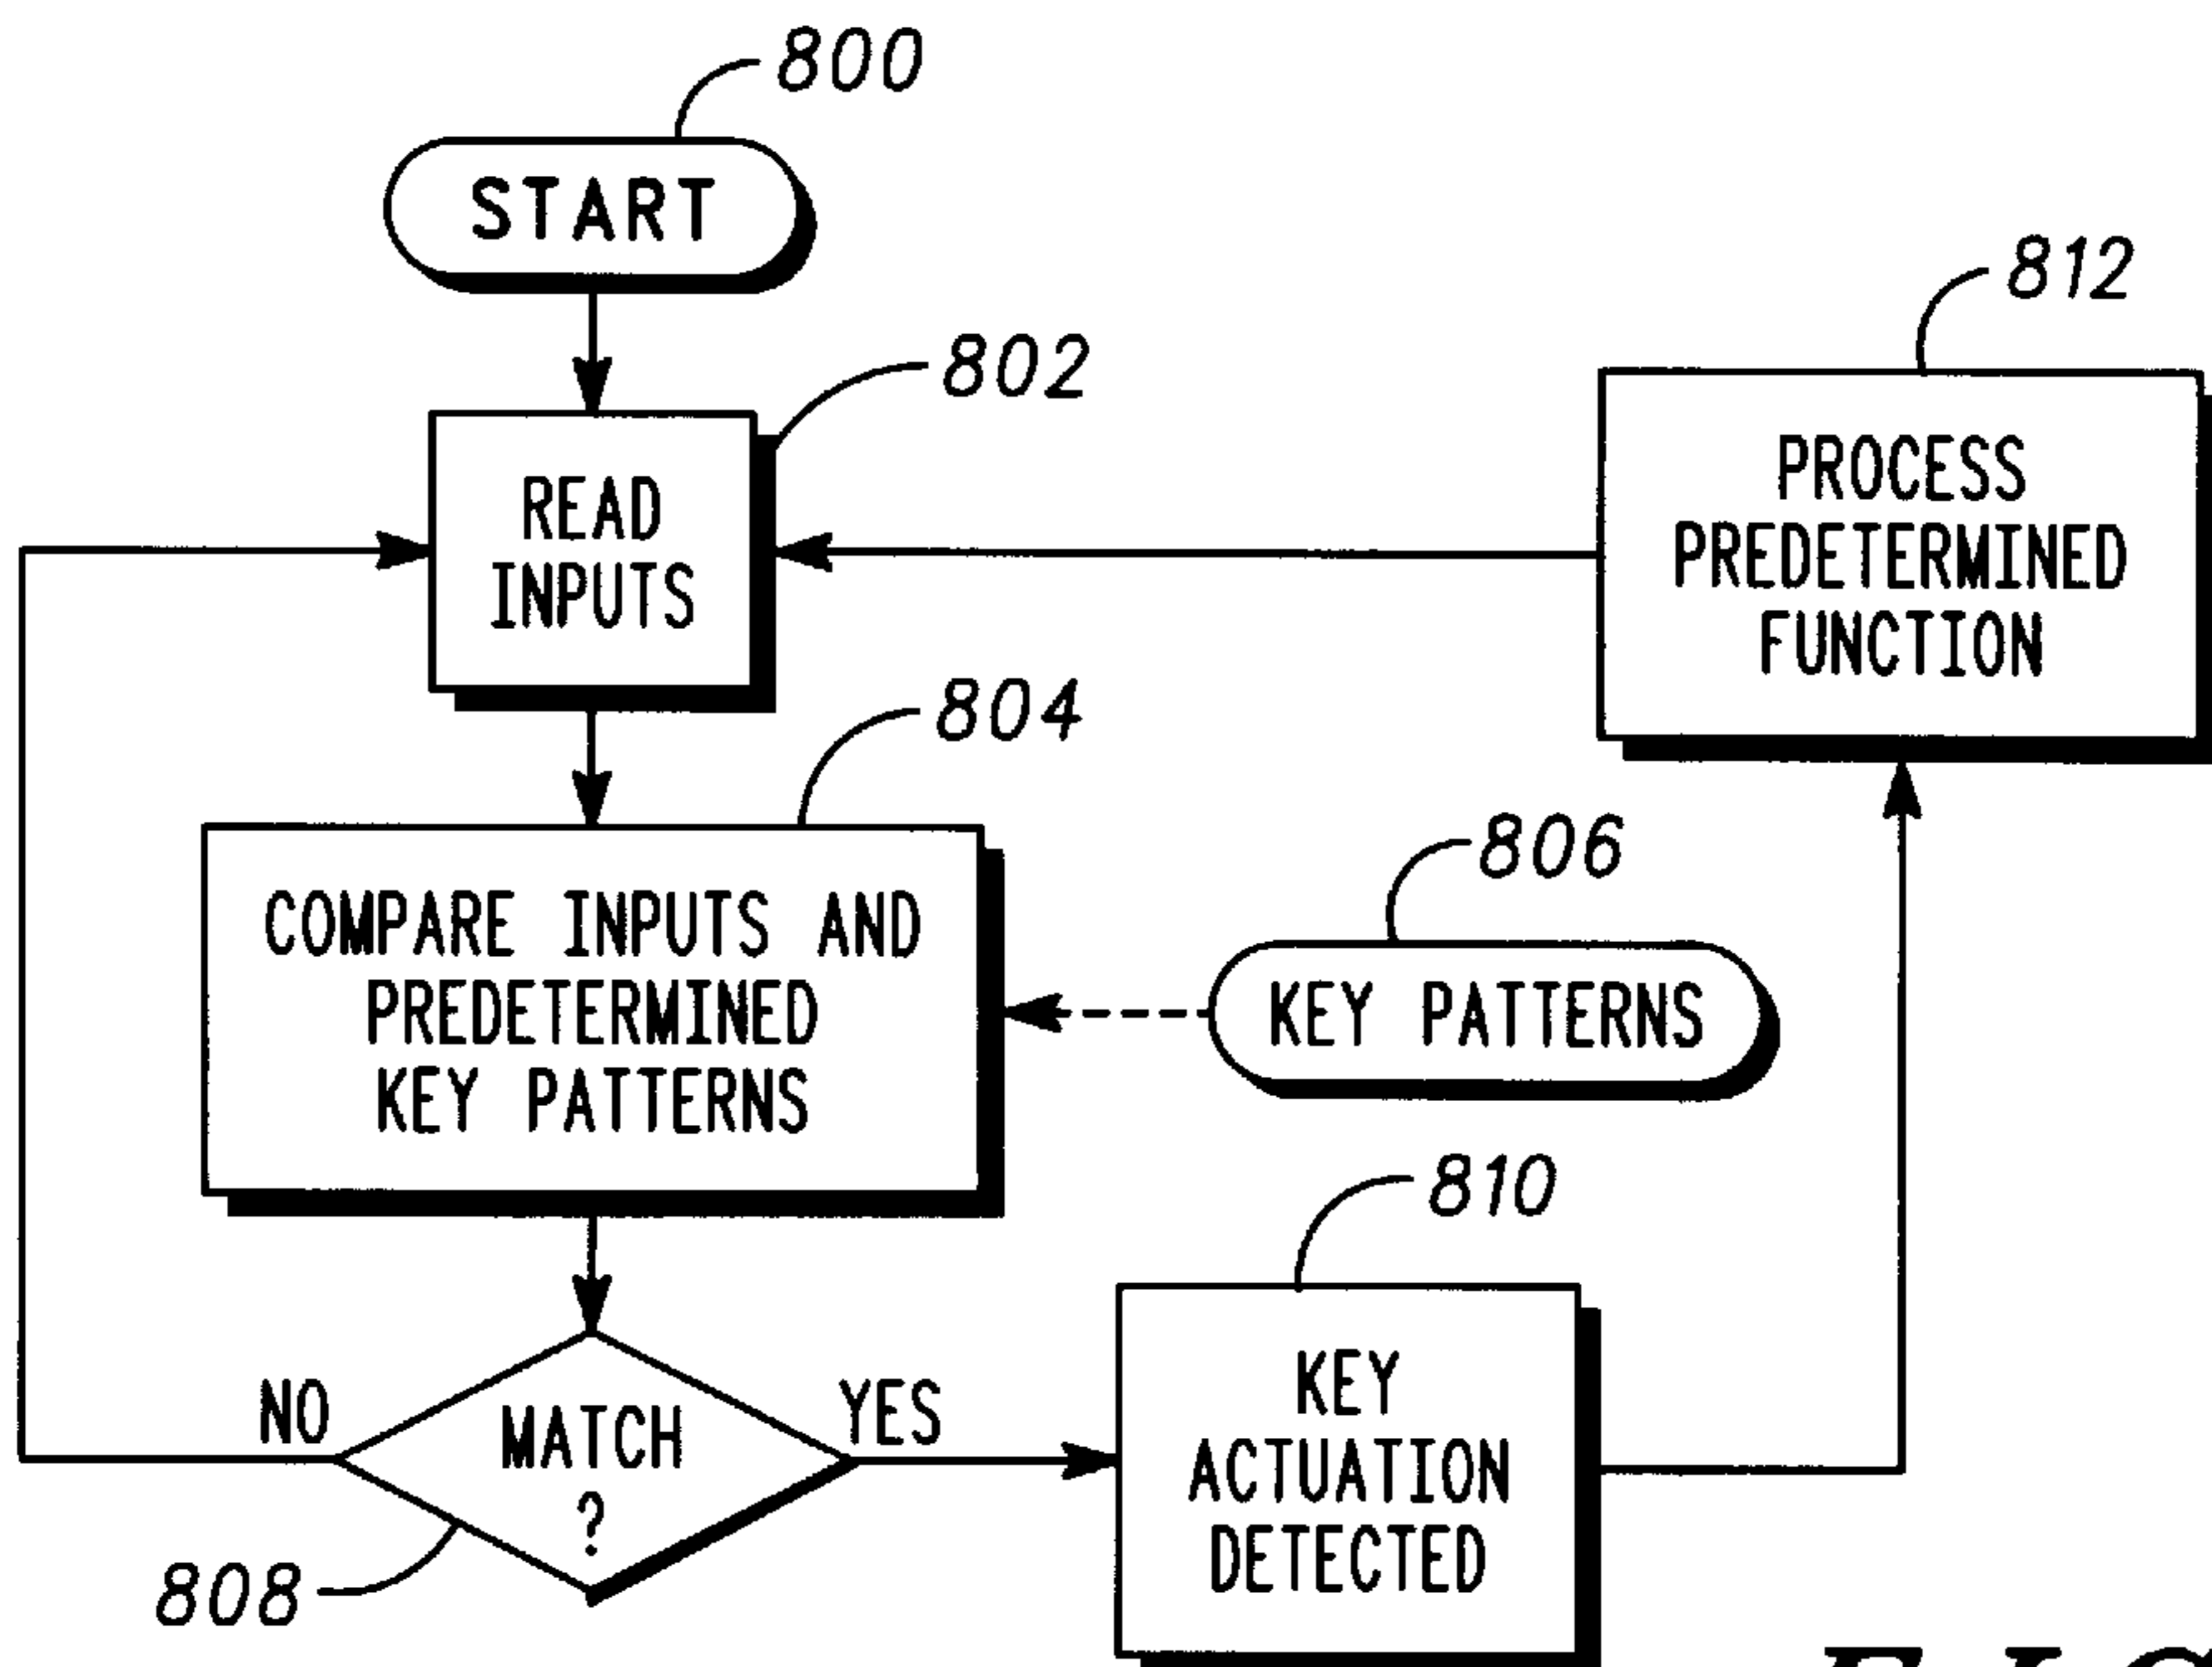 800
START
802
READ
INPUTS
812
PROCESS
PREDETERMINED
FUNCTION
804
COMPARE INPUTS AND
PREDETERMINED
KEY PATTERNS
806
KEY PATTERNS
808
MATCH
?
NO
YES
810
KEY
ACTUATION
DETECTED